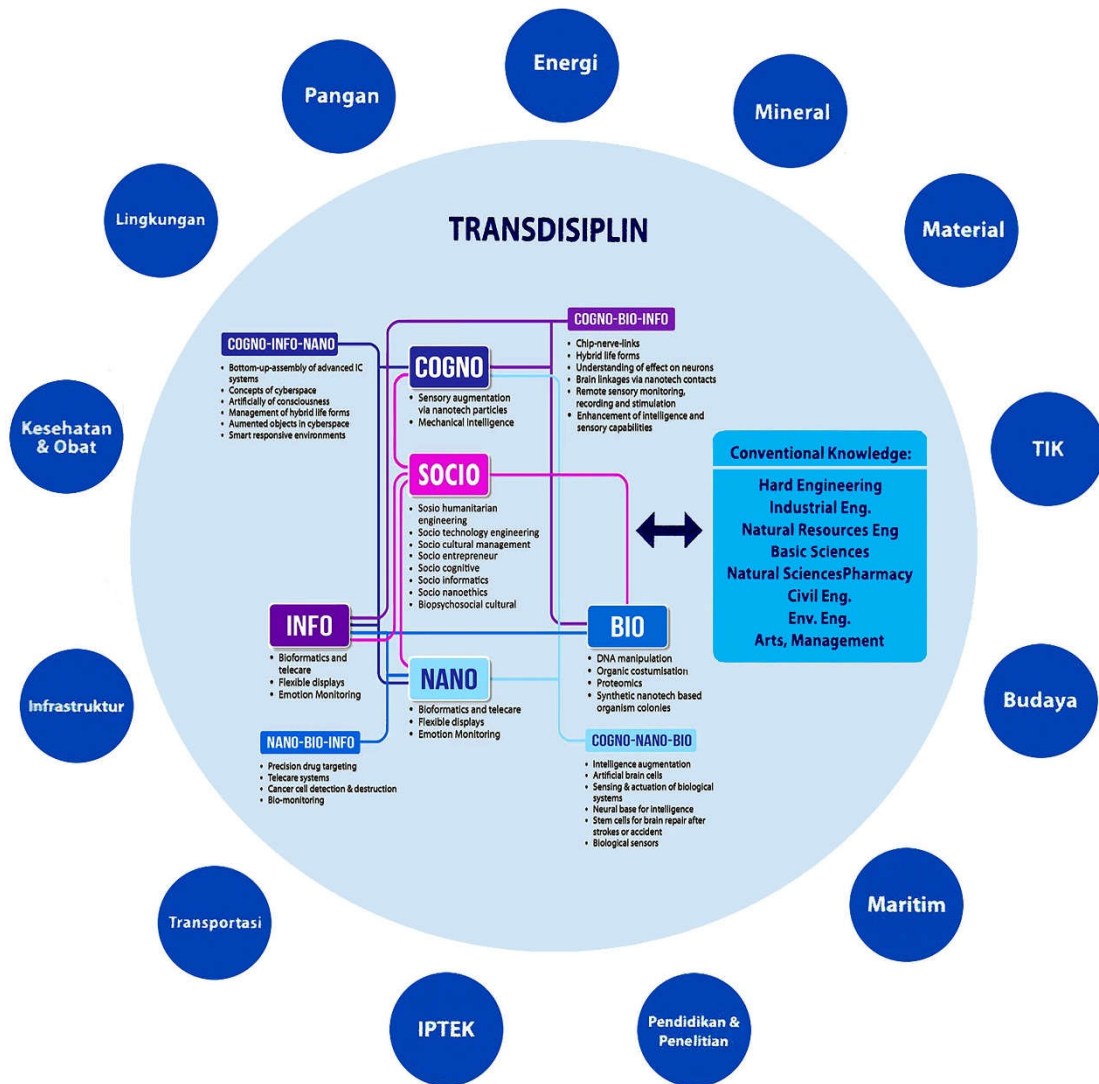 Energi
Pangan
Mineral
Lingkungan
Material
TRANSDISIPLIN
COGNO-INFO-NANO
• Bottom-up-assembly of advanced IC
systems
• Concepts of cyberspace
• Artificially of consciousness
• Management of hybrid life forms
• Aumented objects in cyberspace
• Smart responsive environments
COGNO
• Sensory augmentation
via nanotech particles
• Mechanical Intelligence
COGNO-BIO-INFO
• Chip-nerve-links
• Hybrid life forms
• Understanding of effect on neurons
• Brain linkages via nanotech contacts
• Remote sensory monitoring,
recording and stimulation
• Enhancement of intelligence and
sensory capabilities
Kesehatan
& Obat
TIK
SOCIO
• Sosio humanitarian
engineering
• Socio technology engineering
• Socio cultural management
• Socio entrepreneur
• Socio cognitive
• Socio informatics
• Socio nanoethics
• Biopsychosocial cultural
Conventional Knowledge:
Hard Engineering
Industrial Eng.
Natural Resources Eng
Basic Sciences
Natural SciencesPharmacy
Civil Eng.
Env. Eng.
Arts, Management
INFO
• Bioformatics and
telecare
• Flexible displays
• Emotion Monitoring
NANO
• Bioformatics and telecare
• Flexible displays
• Emotion Monitoring
BIO
• DNA manipulation
• Organic costumisation
• Proteomics
• Synthetic nanotech based
organism colonies
Infrastruktur
Budaya
NANO-BIO-INFO
• Precision drug targeting
• Telecare systems
• Cancer cell detection & destruction
• Bio-monitoring
COGNO-NANO-BIO
• Intelligence augmentation
• Artificial brain cells
• Sensing & actuation of biological
systems
• Neural base for intelligence
• Stem cells for brain repair after
strokes or accident
• Biological sensors
Transportasi
Maritim
IPTEK
Pendidikan &
Penelitian